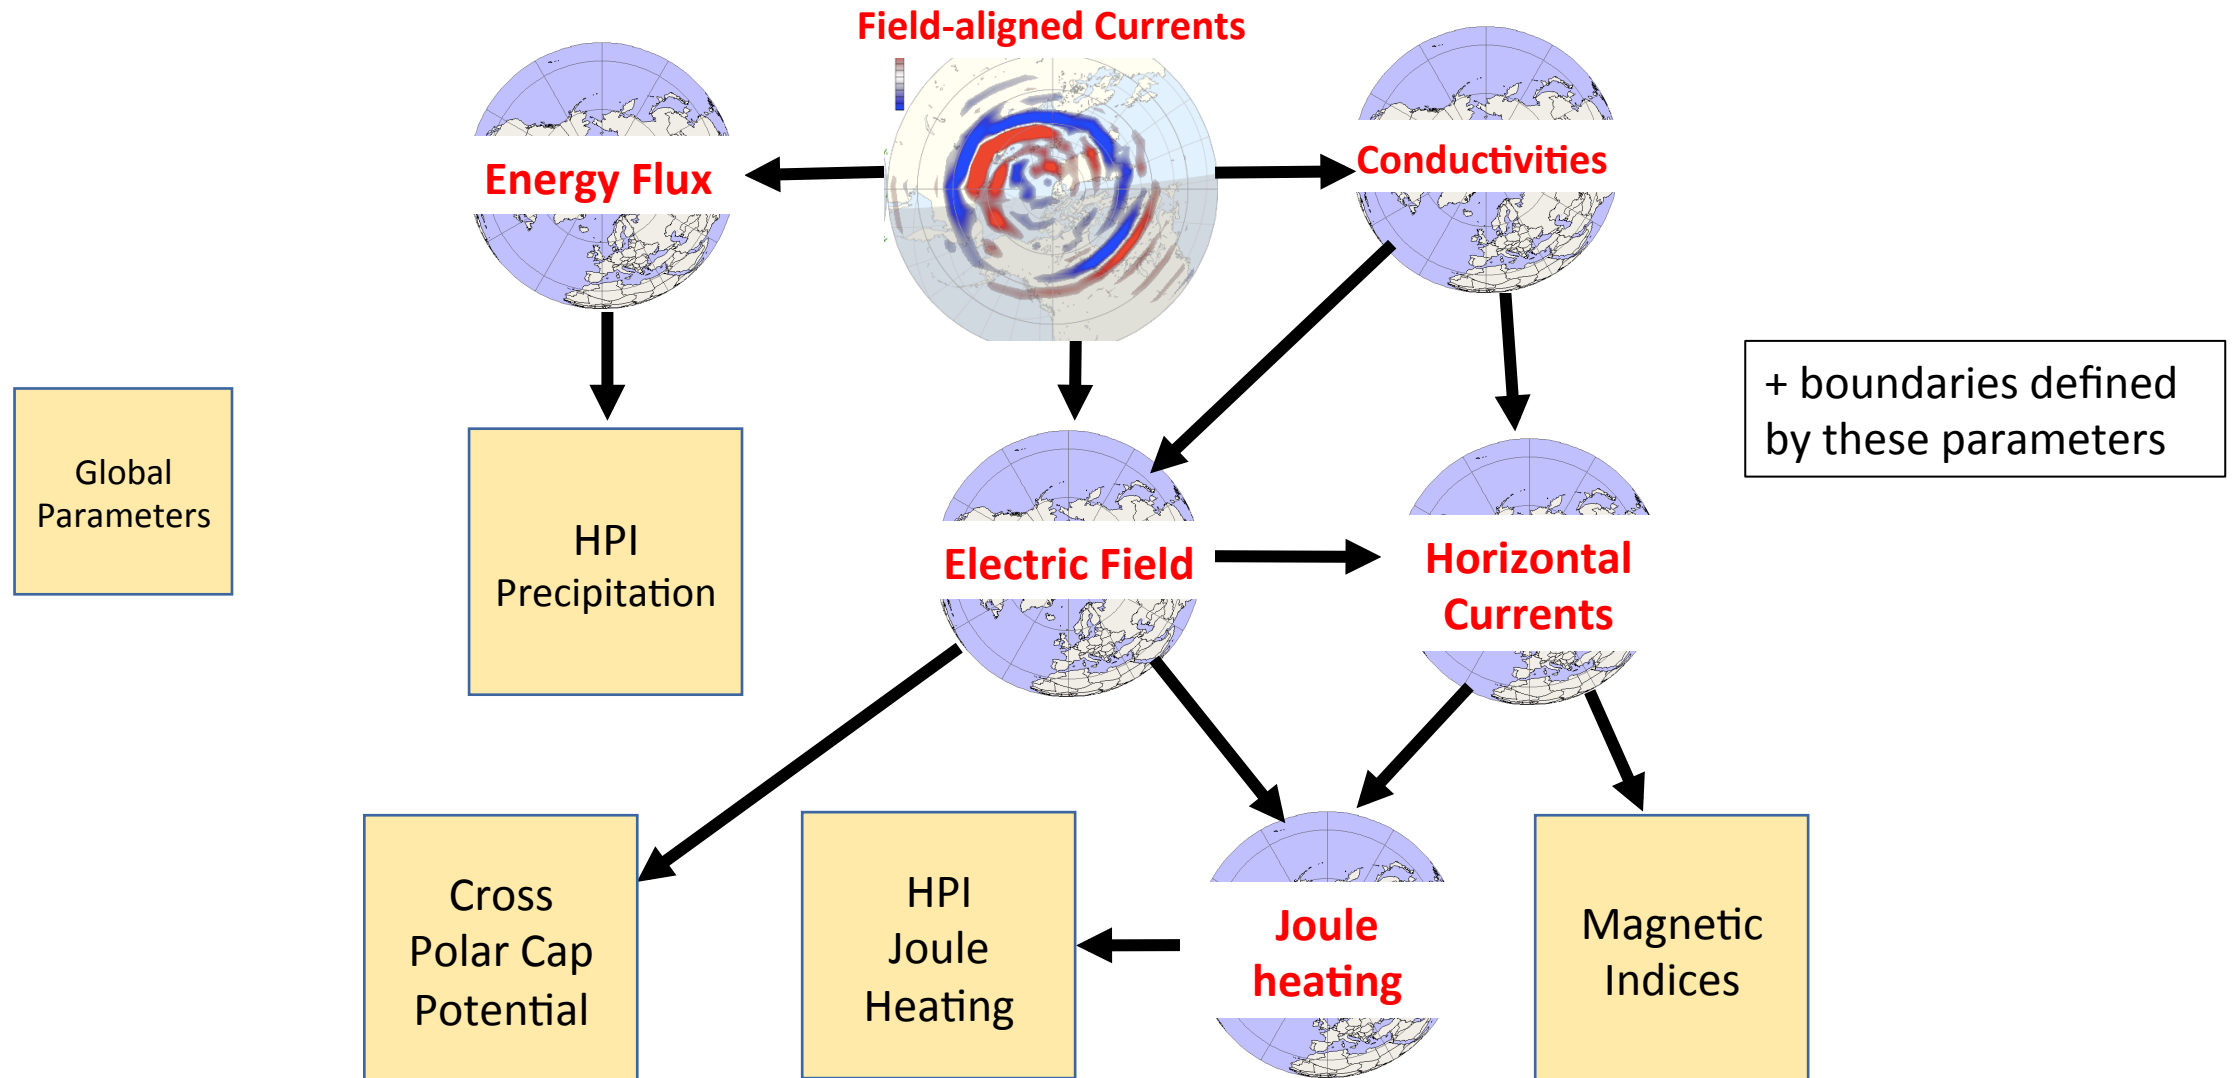 Field-aligned Currents
Energy Flux
Conductivities
+ boundaries defined
by these parameters
Global
Parameters
HPI
Precipitation
Electric Field
Horizontal
Currents
Cross
Polar Cap
Potential
HPI
Joule
Heating
Joule
heating
Magnetic
Indices